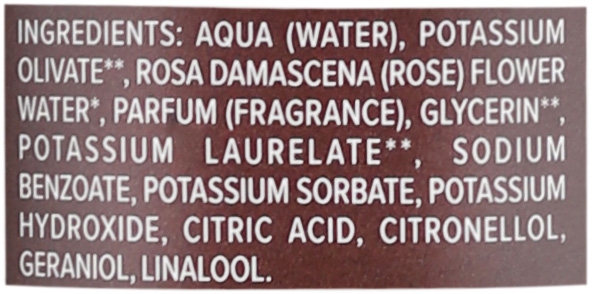 INGREDIENTS: AQUA (WATER), POTASSIUM
OLIVATE**, ROSA DAMASCENA (ROSE) FLOWER
WATER*, PARFUM (FRAGRANCE), GLYCERIN**,
POTASSIUM LAURELATE**, SODIUM
BENZOATE, POTASSIUM SORBATE, POTASSIUM
HYDROXIDE, CITRIC ACID, CITRONELLOL,
GERANIOL, LINALOOL.